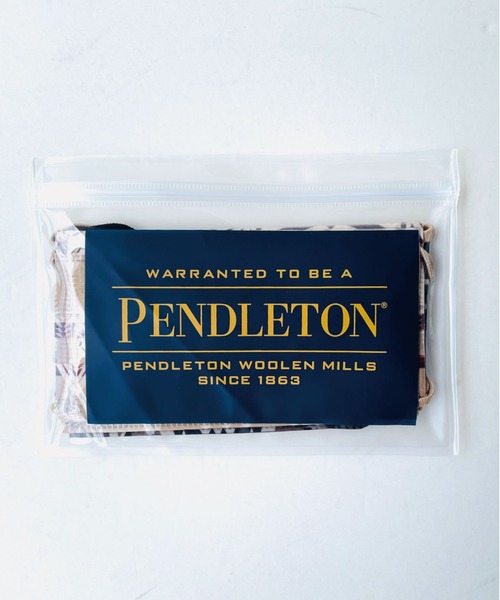 WARRANTED TO BE A
PENDLETON®
PENDLETON WOOLEN MILLS
SINCE 1863